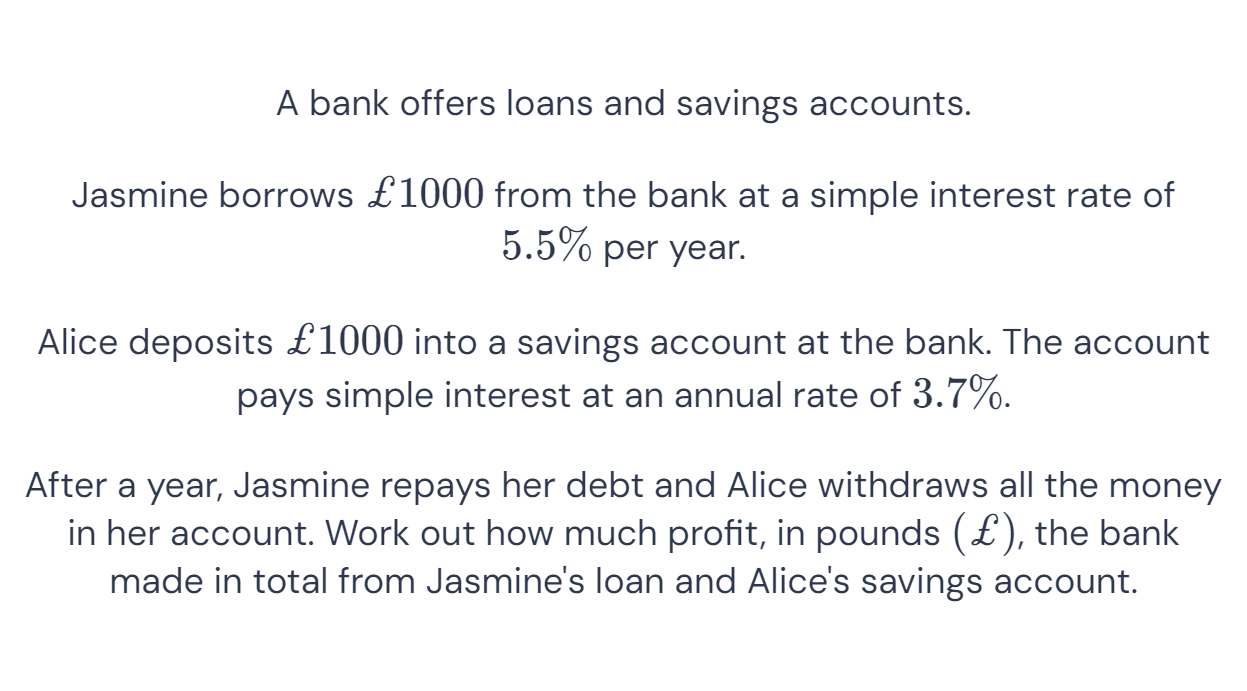 A bank offers loans and savings accounts.
Jasmine borrows £1000 from the bank at a simple interest rate of
5.5% per year.
Alice deposits £1000 into a savings account at the bank. The account
pays simple interest at an annual rate of 3.7%.
After a year, Jasmine repays her debt and Alice withdraws all the money
in her account. Work out how much profit, in pounds (£), the bank
made in total from Jasmine's loan and Alice's savings account.